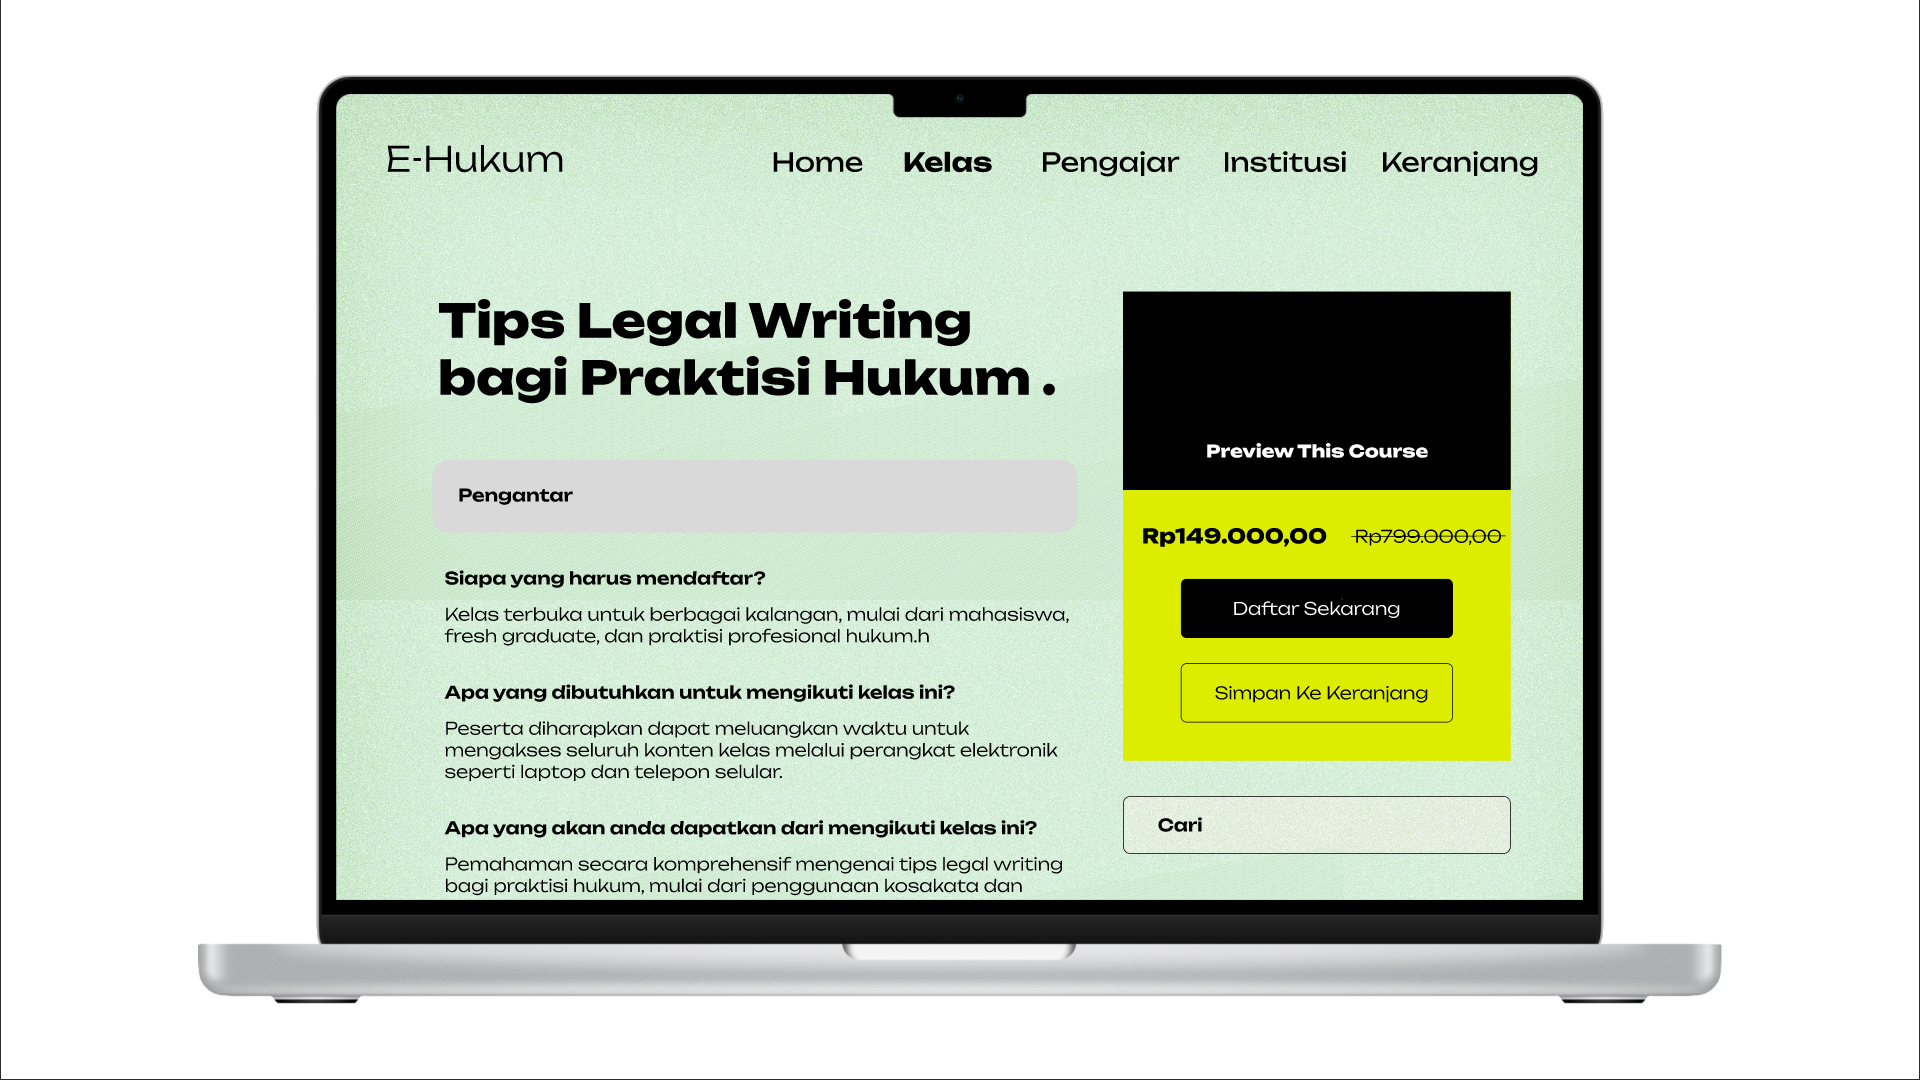 E-Hukum
Home Kelas Pengajar Institusi Keranjang
Tips Legal Writing
bagi Praktisi Hukum .
Pengantar
Siapa yang harus mendaftar?
Kelas terbuka untuk berbagai kalangan, mulai dari mahasiswa,
fresh graduate, dan praktisi profesional hukum.h
Apa yang dibutuhkan untuk mengikuti kelas ini?
Peserta diharapkan dapat meluangkan waktu untuk
mengakses seluruh konten kelas melalui perangkat elektronik
seperti laptop dan telepon selular.
Apa yang akan anda dapatkan dari mengikuti kelas ini?
Pemahaman secara komprehensif mengenai tips legal writing
bagi praktisi hukum, mulai dari penggunaan kosakata dan
Preview This Course
Rp149.000,00 Rp799.000,00
Daftar Sekarang
Simpan Ke Keranjang
Cari